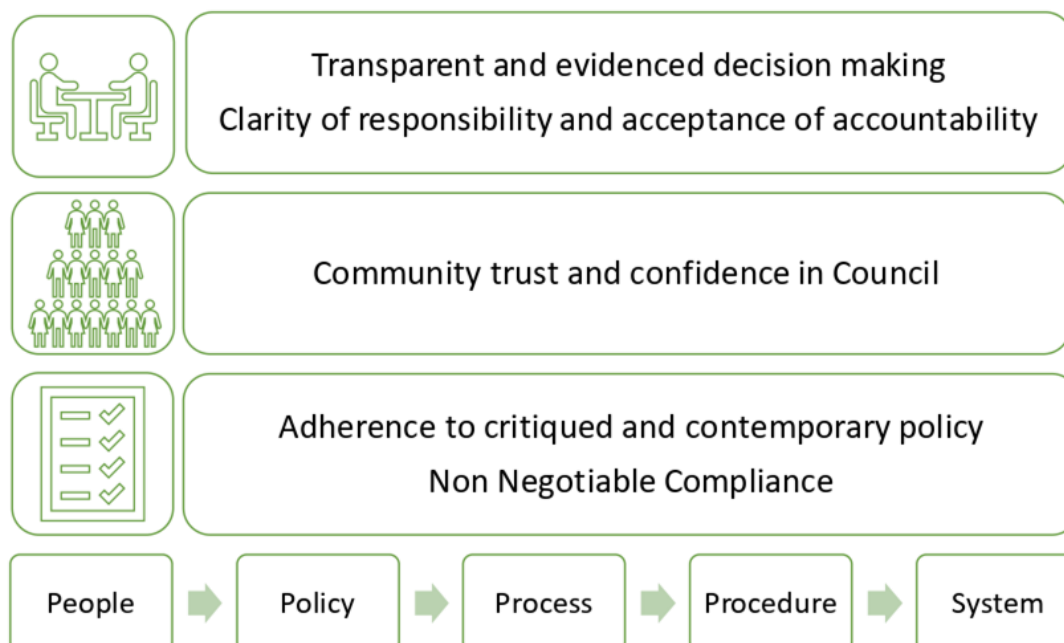 Transparent and evidenced decision making
Clarity of responsibility and acceptance of accountability
Community trust and confidence in Council
Adherence to critiqued and contemporary policy
Non Negotiable Compliance
People
Policy
Process
Procedure
System